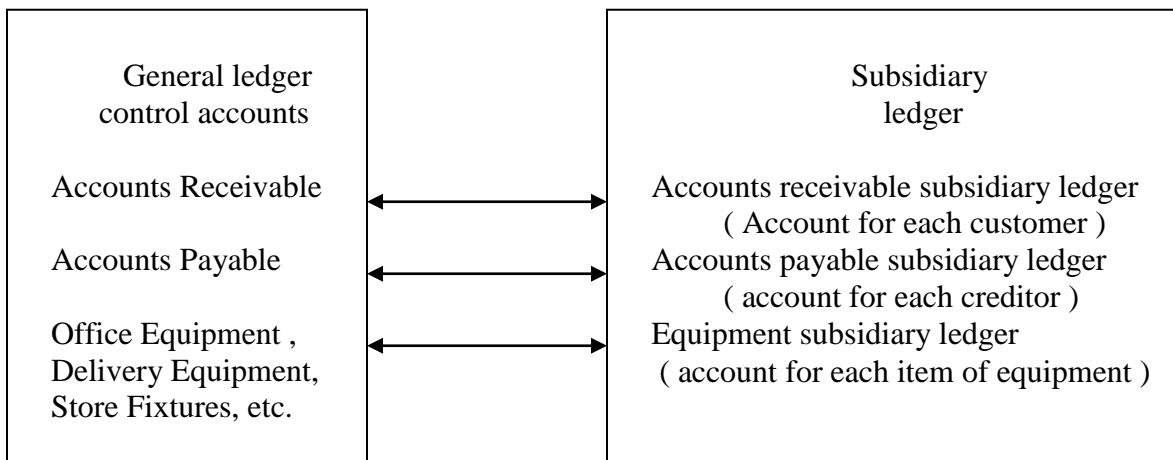 General ledger
control accounts
Accounts Receivable
Accounts Payable
Office Equipment ,
Delivery Equipment,
Store Fixtures, etc.
Subsidiary
ledger
Accounts receivable subsidiary ledger
( Account for each customer )
Accounts payable subsidiary ledger
( account for each creditor )
Equipment subsidiary ledger
( account for each item of equipment )